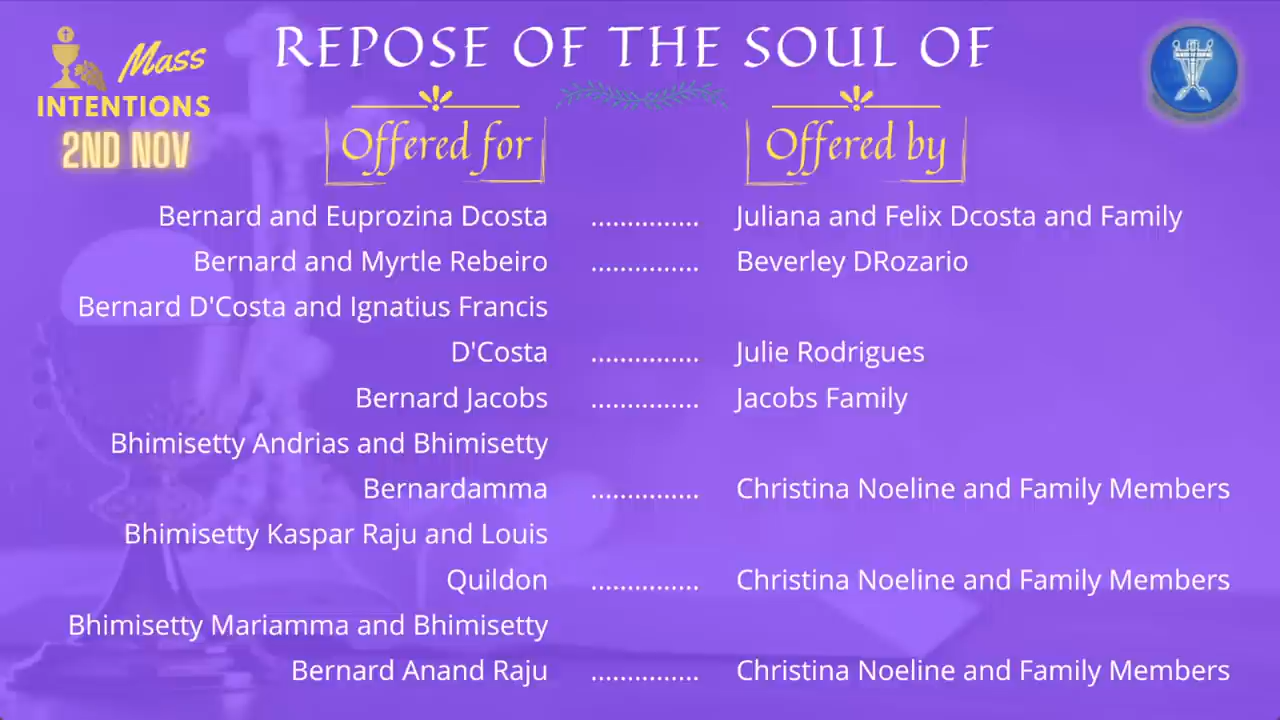 REPOSE OF THE SOUL OF
Mass
INTENTIONS
2ND NOV
Offered for Offered by
Bernard and Euprozina Dcosta ............... Juliana and Felix Dcosta and Family
Bernard and Myrtle Rebeiro ............... Beverley DRozario
Bernard D'Costa and Ignatius Francis
D'Costa ............... Julie Rodrigues
Bernard Jacobs ............... Jacobs Family
Bhimisetty Andrias and Bhimisetty
Bernardamma ............... Christina Noeline and Family Members
Bhimisetty Kaspar Raju and Louis
Quildon ............... Christina Noeline and Family Members
Bhimisetty Mariamma and Bhimisetty
Bernard Anand Raju ............... Christina Noeline and Family Members